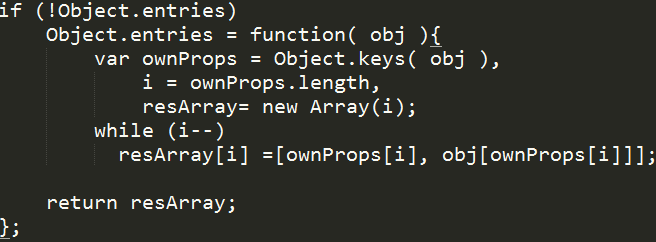 if (!Object.entries)
    Object.entries = function( obj ){
        var ownProps = Object.keys( obj ),
            i = ownProps.length,
            resArray= new Array(i);
        while (i--)
          resArray[i] =[ownProps[i], obj[ownProps[i]]];

    return resArray;
};